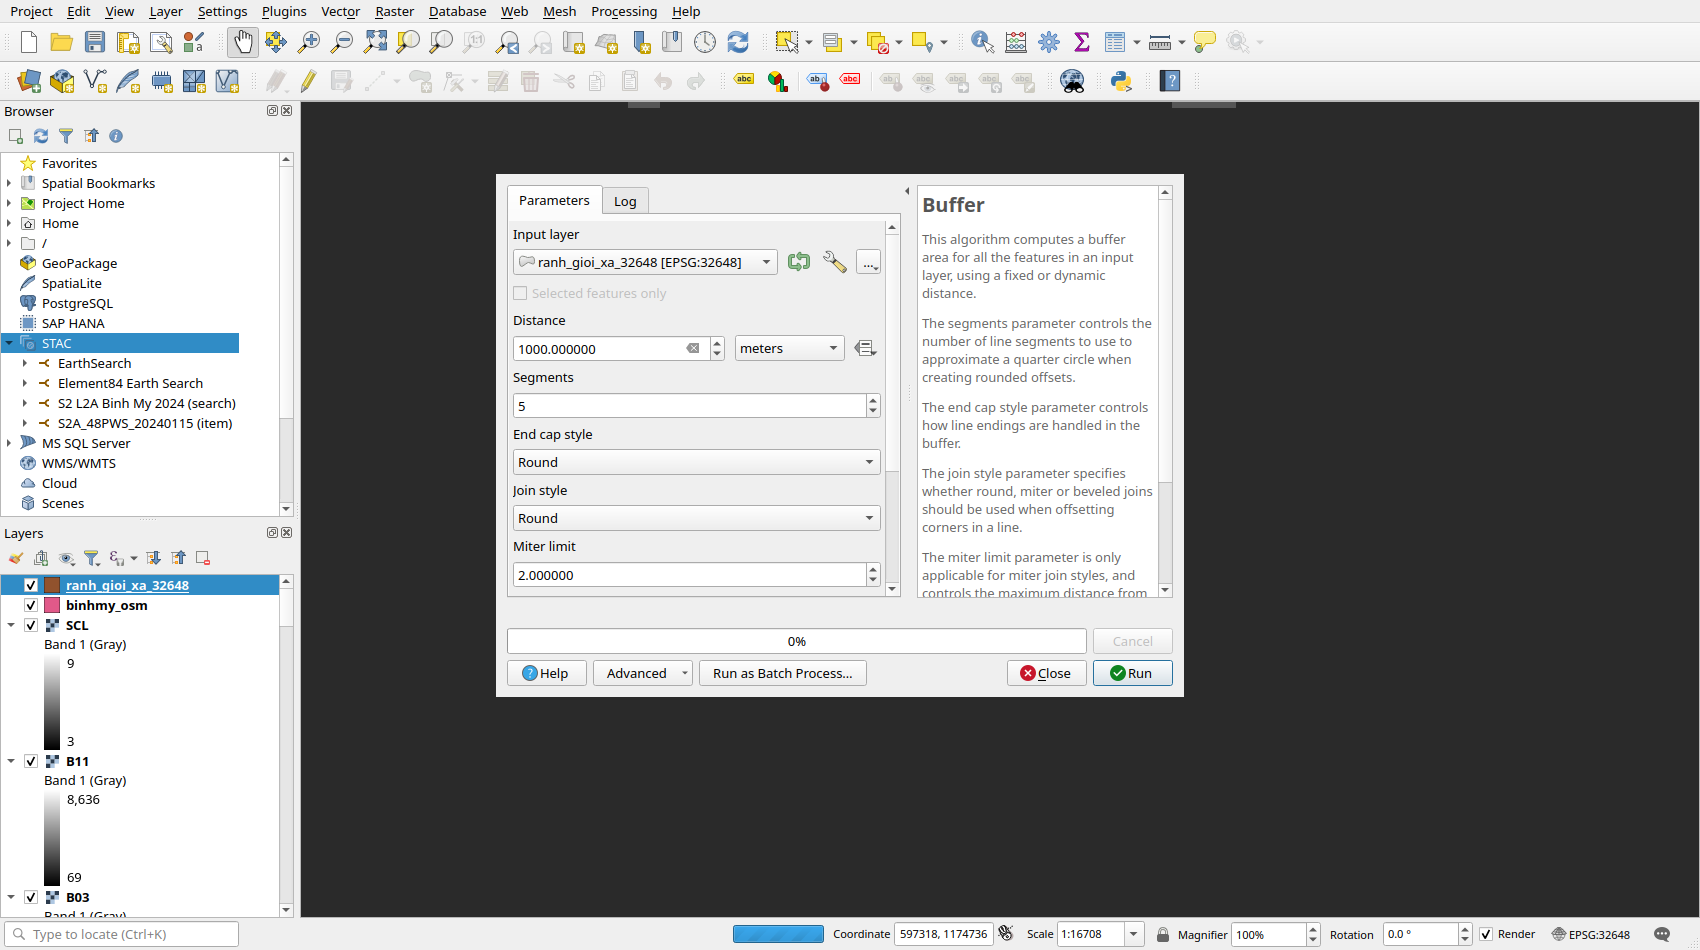 Project Edit View Layer Settings Plugins Vector Raster Database Web Mesh Processing Help
Browser
Favorites
Spatial Bookmarks
Project Home
Home
/
GeoPackage
SpatiaLite
PostgreSQL
SAP HANA
STAC
EarthSearch
Element84 Earth Search
S2 L2A Binh My 2024 (search)
S2A_48PWS_20240115 (item)
MS SQL Server
WMS/WMTS
Cloud
Scenes
Layers
ranh_gioi_xa_32648
binhmy_osm
SCL
Band 1 (Gray)
9
3
B11
Band 1 (Gray)
8,636
69
B03
Band 1 (Gray)
Parameters Log
Input layer
ranh_gioi_xa_32648 [EPSG:32648]
...
Selected features only
Distance
1000.000000 meters
Segments
5
End cap style
Round
Join style
Round
Miter limit
2.000000
Buffer
This algorithm computes a buffer
area for all the features in an input
layer, using a fixed or dynamic
distance.
The segments parameter controls the
number of line segments to use to
approximate a quarter circle when
creating rounded offsets.
The end cap style parameter controls
how line endings are handled in the
buffer.
The join style parameter specifies
whether round, miter or beveled joins
should be used when offsetting
corners in a line.
The miter limit parameter is only
applicable for miter join styles, and
controls the maximum distance from
0% Cancel
Help Advanced Run as Batch Process... Close Run
Type to locate (Ctrl+K) Coordinate 597318, 1174736 Scale 1:16708 Magnifier 100% Rotation 0.0 ° Render EPSG:32648